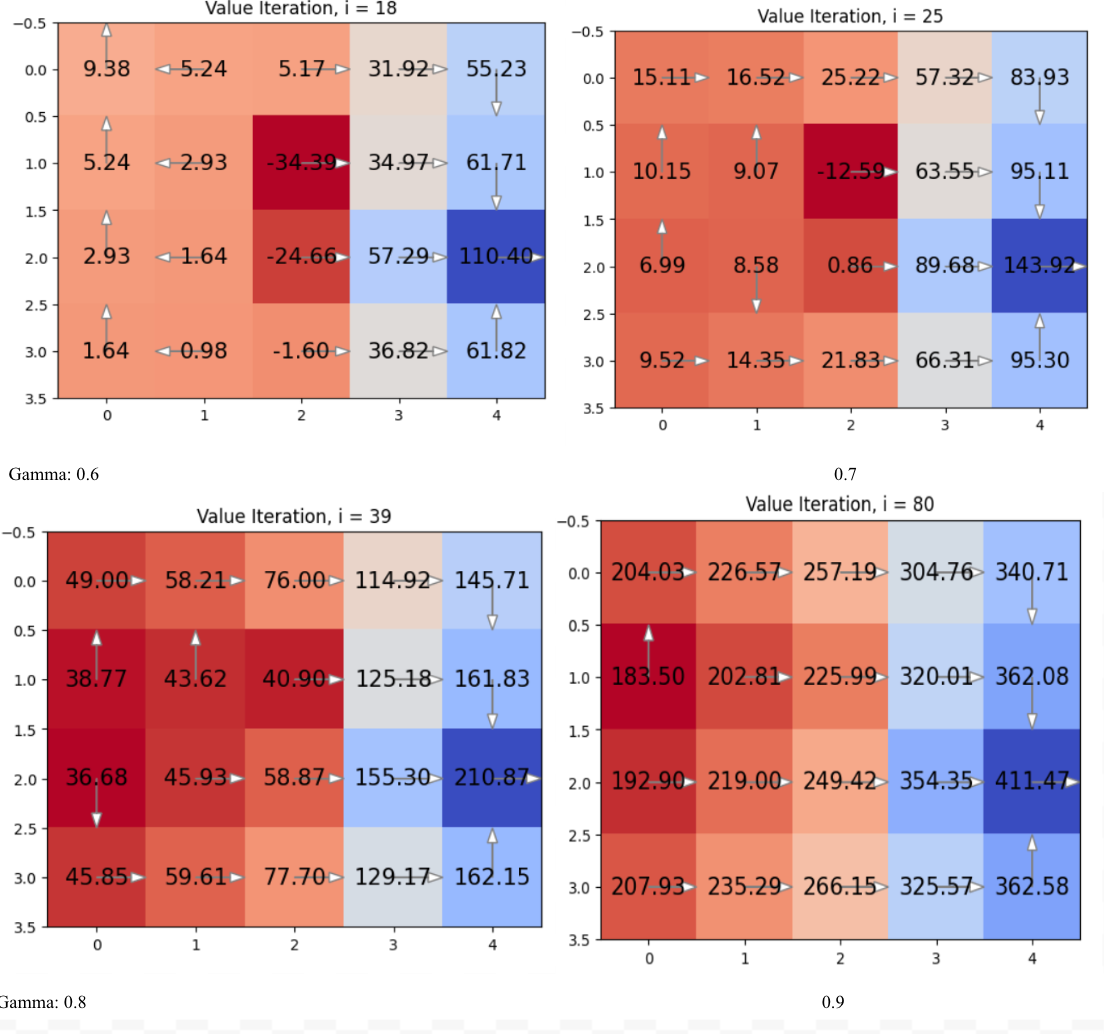 Value Iteration, i = 18
−0.5
0.0 9.38 5.24 5.17 31.92 55.23
0.5
1.0 5.24 2.93 -34.39 34.97 61.71
1.5
2.0 2.93 1.64 -24.66 57.29 110.40
2.5
3.0 1.64 0.98 -1.60 36.82 61.82
3.5
0 1 2 3 4
Value Iteration, i = 25
−0.5
0.0 15.11 16.52 25.22 57.32 83.93
0.5
1.0 10.15 9.07 -12.59 63.55 95.11
1.5
2.0 6.99 8.58 0.86 89.68 143.92
2.5
3.0 9.52 14.35 21.83 66.31 95.30
3.5
0 1 2 3 4
Gamma: 0.6 0.7
Value Iteration, i = 39
−0.5
0.0 49.00 58.21 76.00 114.92 145.71
0.5
1.0 38.77 43.62 40.90 125.18 161.83
1.5
2.0 36.68 45.93 58.87 155.30 210.87
2.5
3.0 45.85 59.61 77.70 129.17 162.15
3.5
0 1 2 3 4
Value Iteration, i = 80
−0.5
0.0 204.03 226.57 257.19 304.76 340.71
0.5
1.0 183.50 202.81 225.99 320.01 362.08
1.5
2.0 192.90 219.00 249.42 354.35 411.47
2.5
3.0 207.93 235.29 266.15 325.57 362.58
3.5
0 1 2 3 4
Gamma: 0.8 0.9